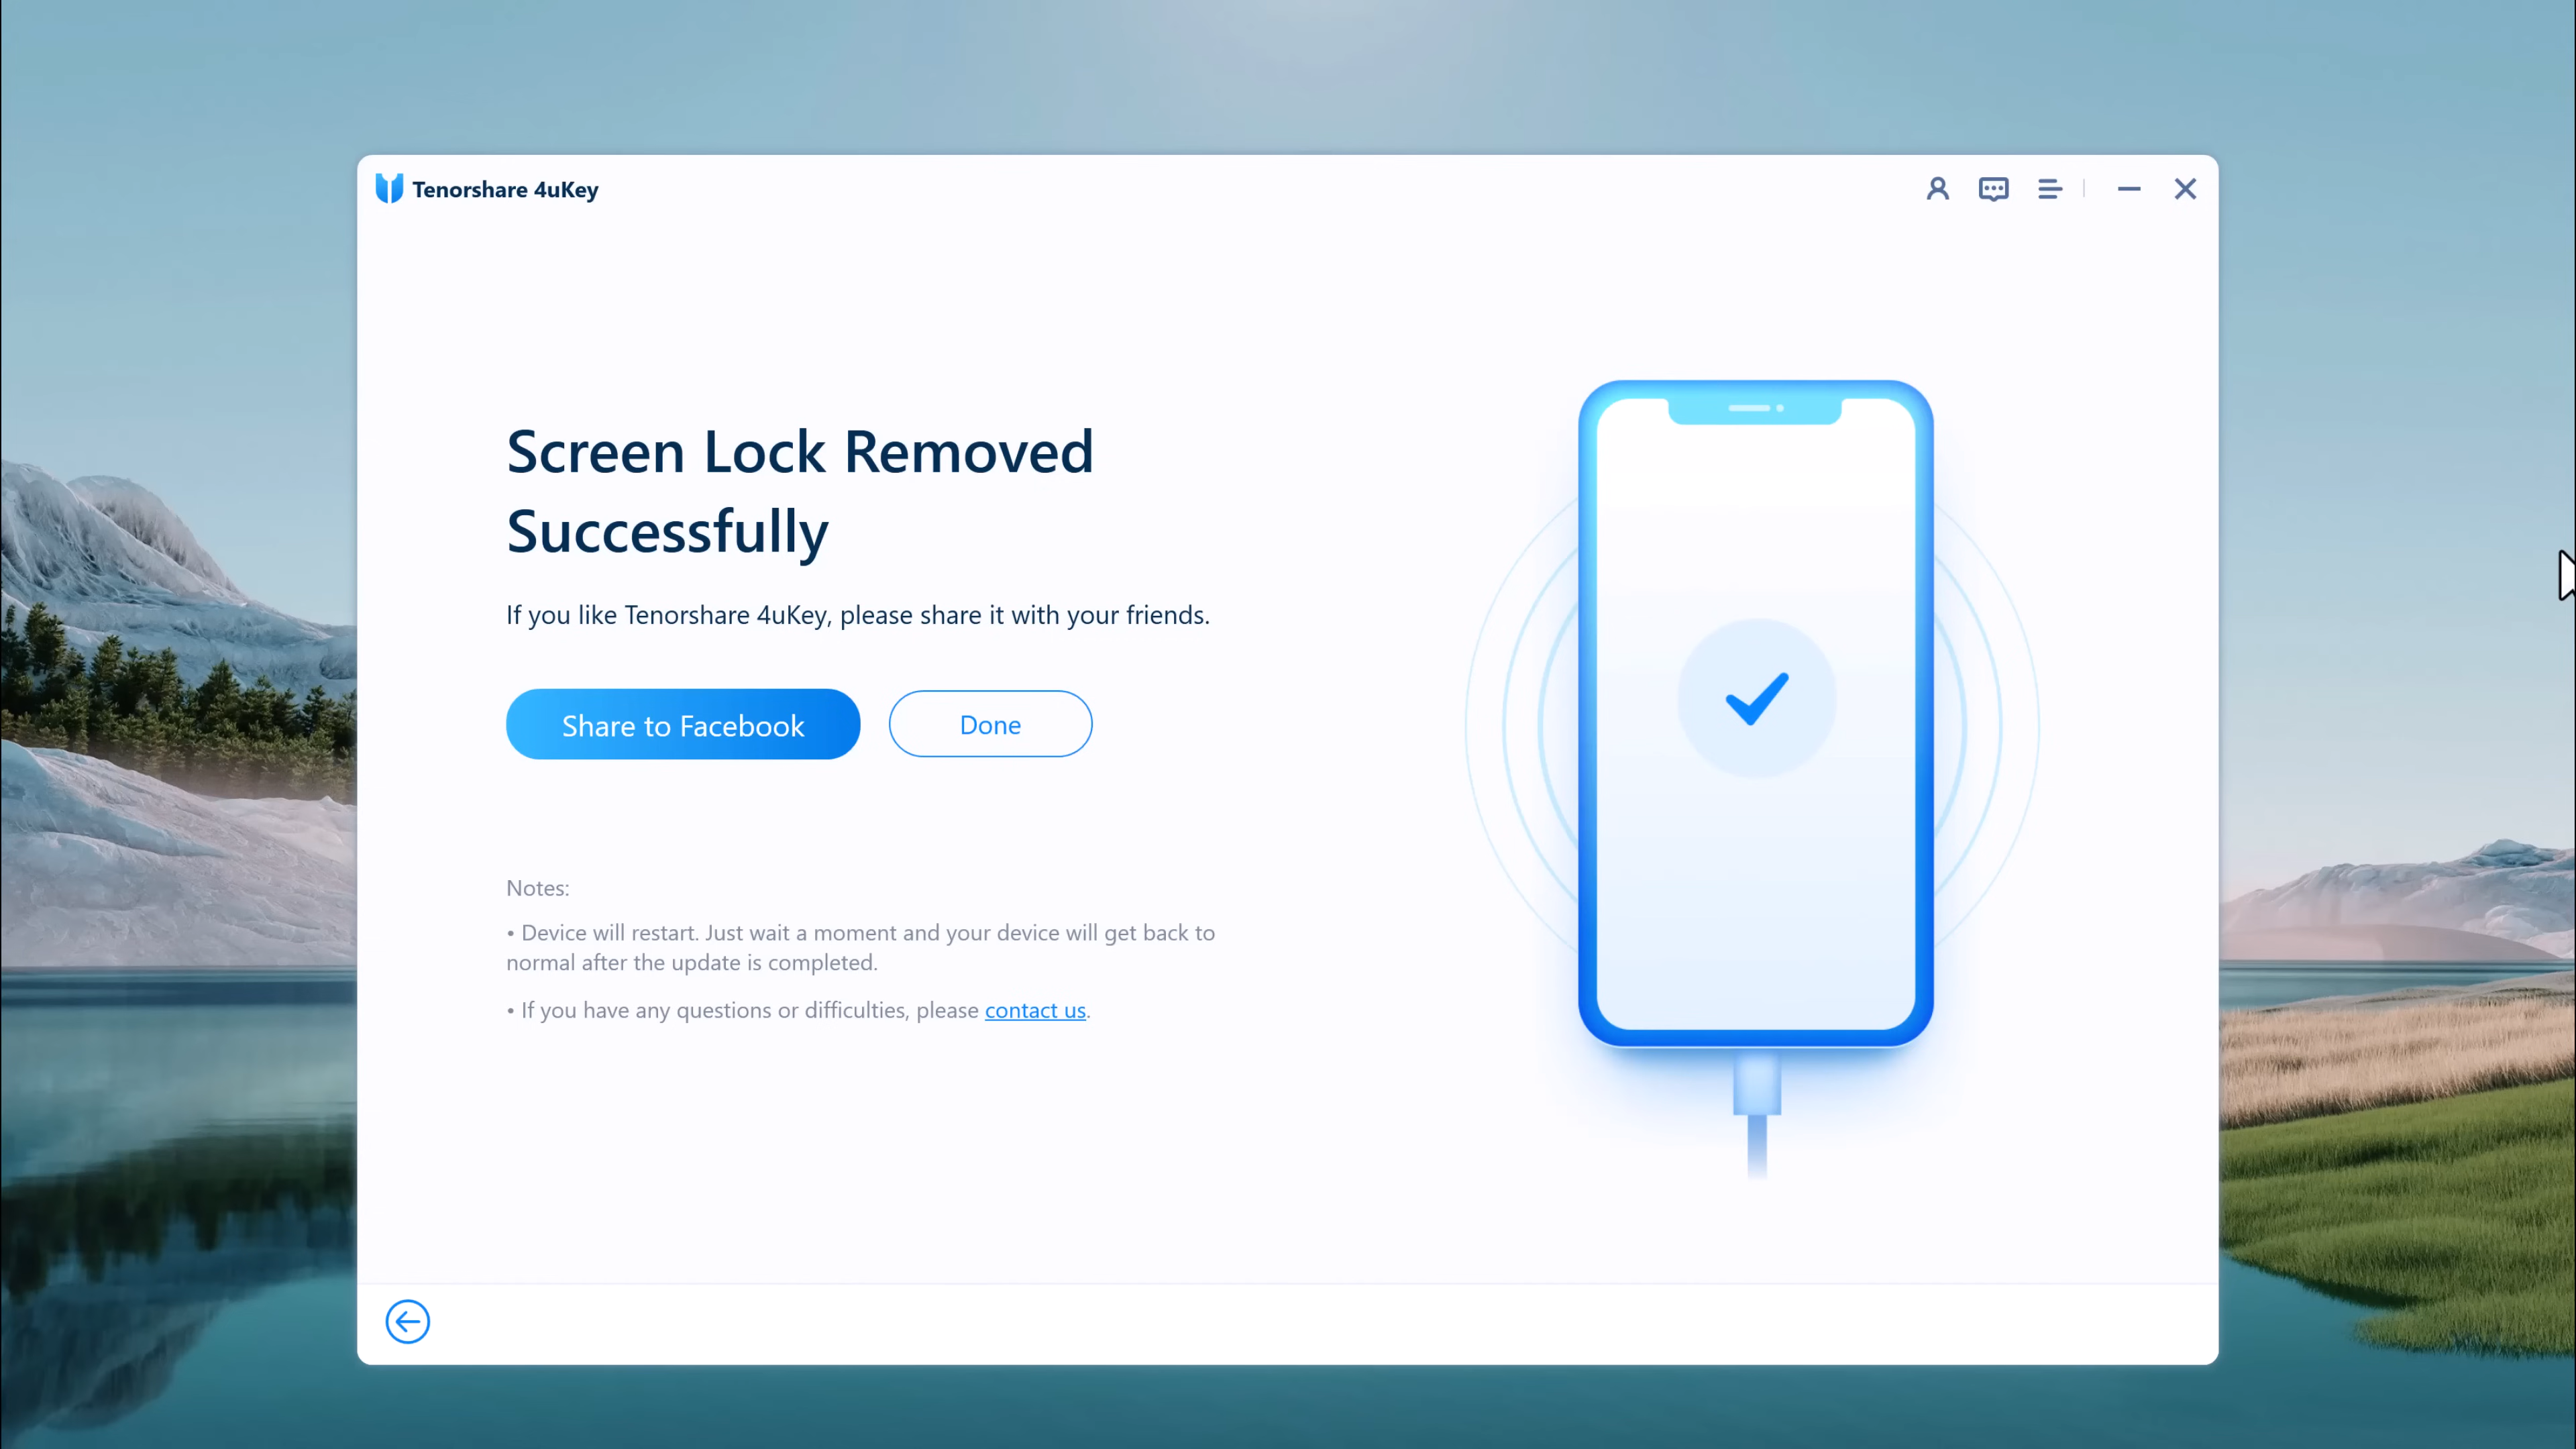 Tenorshare 4uKey
Screen Lock Removed
Successfully
If you like Tenorshare 4uKey, please share it with your friends.
Share to Facebook
Done
Notes:
• Device will restart. Just wait a moment and your device will get back to
normal after the update is completed.
• If you have any questions or difficulties, please contact us.